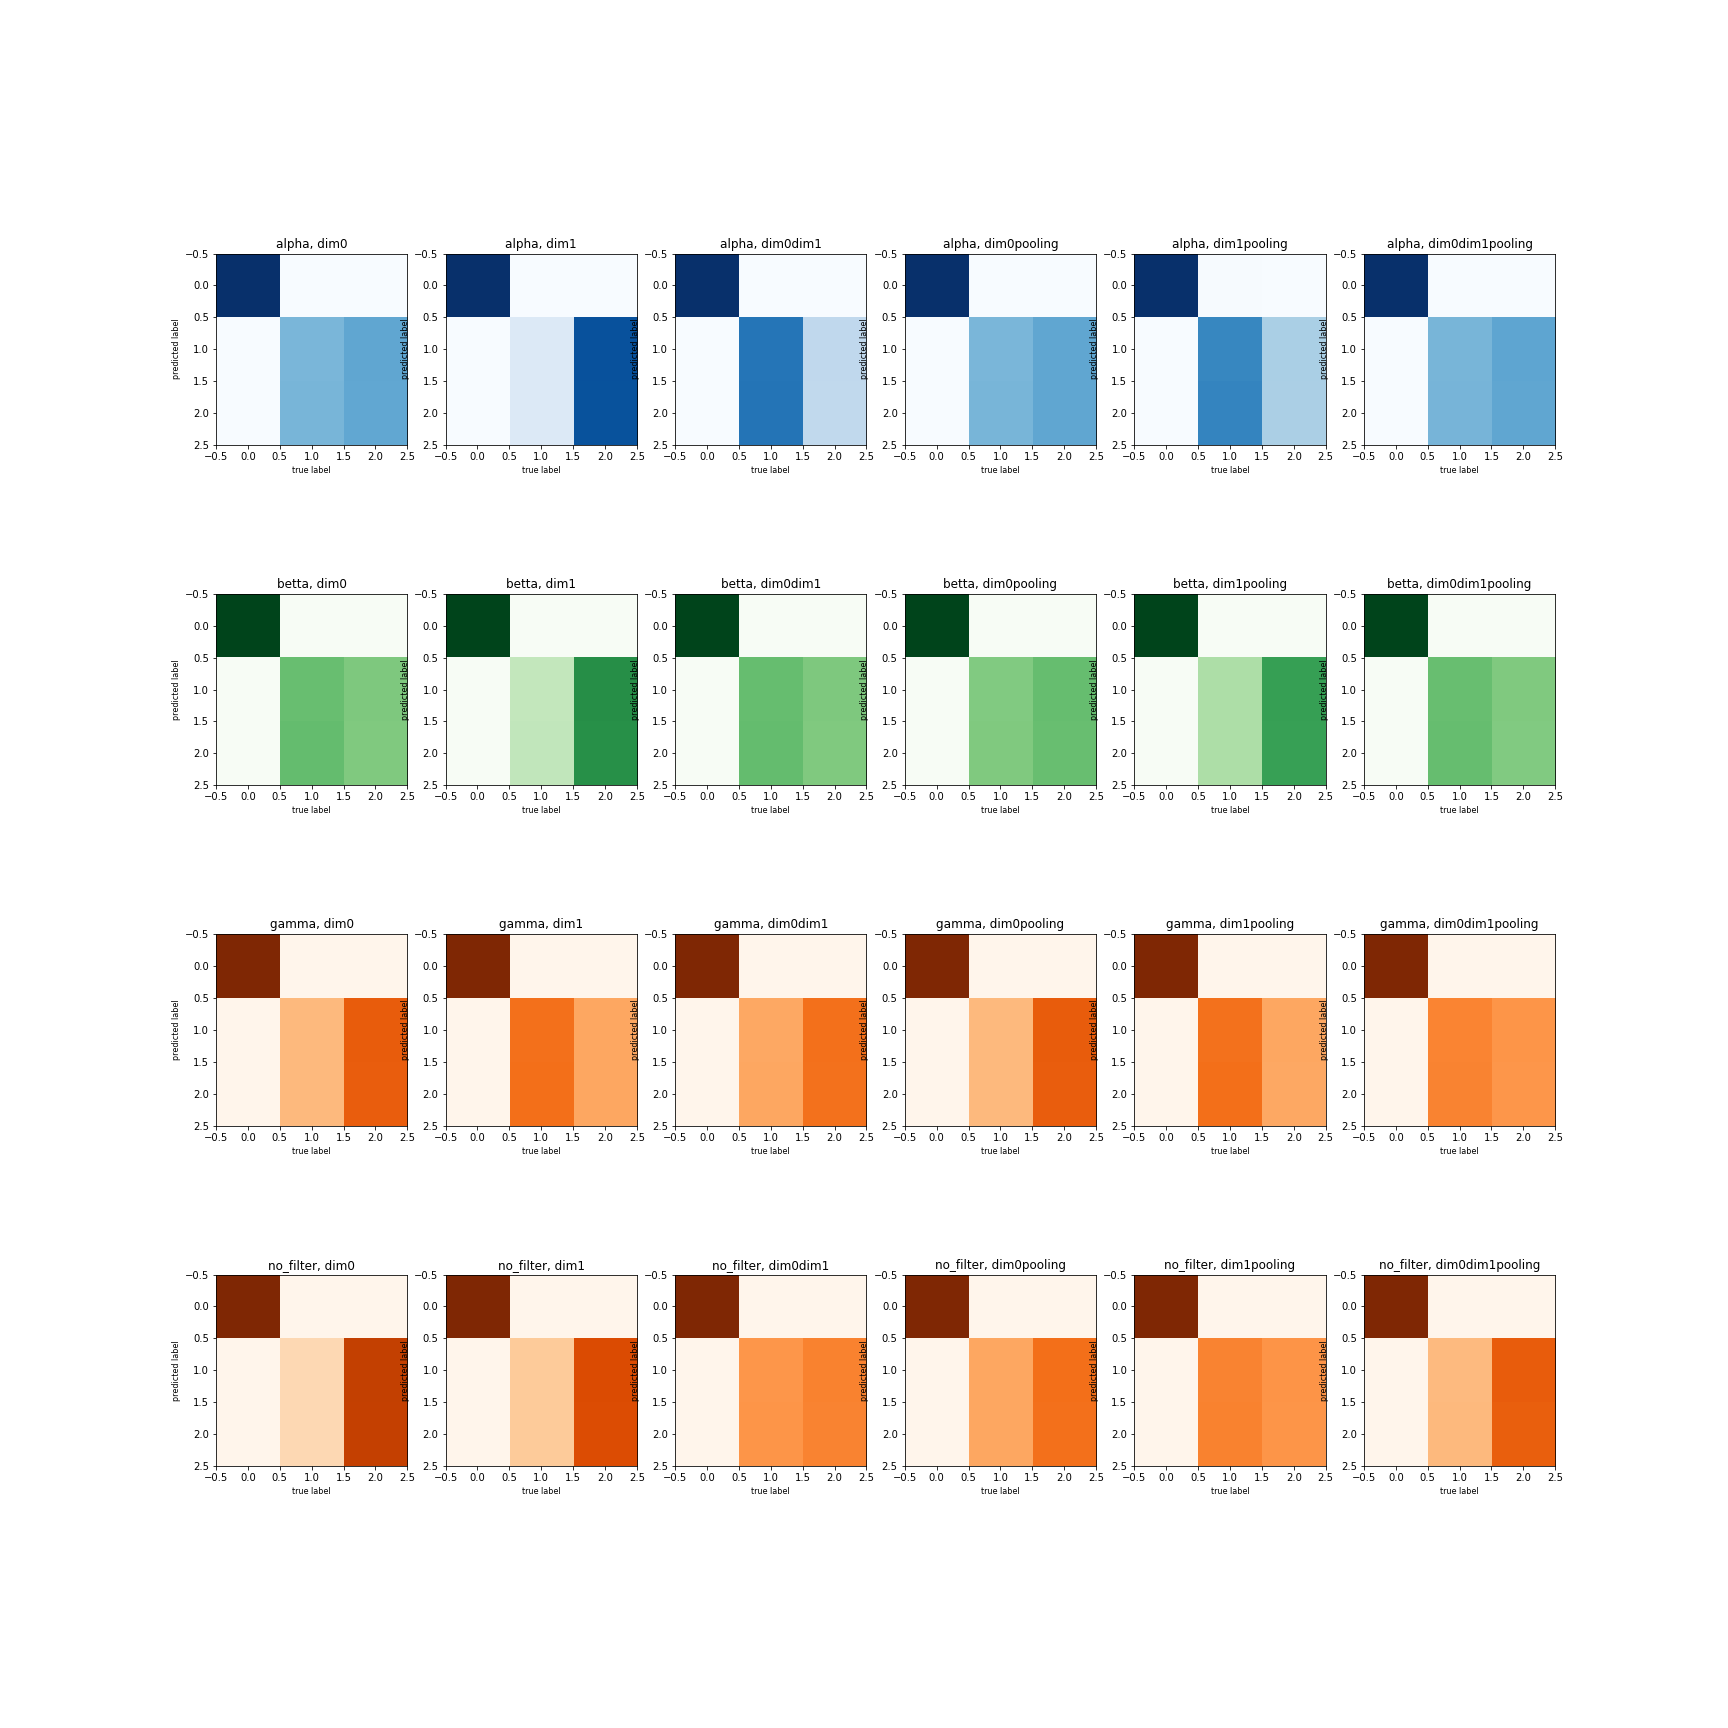 alpha, dim0 alpha, dim1 alpha, dim0dim1 alpha, dim0pooling alpha, dim1pooling alpha, dim0dim1pooling
−0.5 −0.5 −0.5 −0.5 −0.5 −0.5
0.0 0.0 0.0 0.0 0.0 0.0
0.5 0.5 0.5 0.5 0.5 0.5
predicted label predicted label predicted label predicted label predicted label predicted label
1.0 1.0 1.0 1.0 1.0 1.0
1.5 1.5 1.5 1.5 1.5 1.5
2.0 2.0 2.0 2.0 2.0 2.0
2.5 2.5 2.5 2.5 2.5 2.5
−0.5 0.0 0.5 1.0 1.5 2.0 2.5 −0.5 0.0 0.5 1.0 1.5 2.0 2.5 −0.5 0.0 0.5 1.0 1.5 2.0 2.5 −0.5 0.0 0.5 1.0 1.5 2.0 2.5 −0.5 0.0 0.5 1.0 1.5 2.0 2.5 −0.5 0.0 0.5 1.0 1.5 2.0 2.5
true label true label true label true label true label true label
betta, dim0 betta, dim1 betta, dim0dim1 betta, dim0pooling betta, dim1pooling betta, dim0dim1pooling
−0.5 −0.5 −0.5 −0.5 −0.5 −0.5
0.0 0.0 0.0 0.0 0.0 0.0
0.5 0.5 0.5 0.5 0.5 0.5
predicted label predicted label predicted label predicted label predicted label predicted label
1.0 1.0 1.0 1.0 1.0 1.0
1.5 1.5 1.5 1.5 1.5 1.5
2.0 2.0 2.0 2.0 2.0 2.0
2.5 2.5 2.5 2.5 2.5 2.5
−0.5 0.0 0.5 1.0 1.5 2.0 2.5 −0.5 0.0 0.5 1.0 1.5 2.0 2.5 −0.5 0.0 0.5 1.0 1.5 2.0 2.5 −0.5 0.0 0.5 1.0 1.5 2.0 2.5 −0.5 0.0 0.5 1.0 1.5 2.0 2.5 −0.5 0.0 0.5 1.0 1.5 2.0 2.5
true label true label true label true label true label true label
gamma, dim0 gamma, dim1 gamma, dim0dim1 gamma, dim0pooling gamma, dim1pooling gamma, dim0dim1pooling
−0.5 −0.5 −0.5 −0.5 −0.5 −0.5
0.0 0.0 0.0 0.0 0.0 0.0
0.5 0.5 0.5 0.5 0.5 0.5
predicted label predicted label predicted label predicted label predicted label predicted label
1.0 1.0 1.0 1.0 1.0 1.0
1.5 1.5 1.5 1.5 1.5 1.5
2.0 2.0 2.0 2.0 2.0 2.0
2.5 2.5 2.5 2.5 2.5 2.5
−0.5 0.0 0.5 1.0 1.5 2.0 2.5 −0.5 0.0 0.5 1.0 1.5 2.0 2.5 −0.5 0.0 0.5 1.0 1.5 2.0 2.5 −0.5 0.0 0.5 1.0 1.5 2.0 2.5 −0.5 0.0 0.5 1.0 1.5 2.0 2.5 −0.5 0.0 0.5 1.0 1.5 2.0 2.5
true label true label true label true label true label true label
no_filter, dim0 no_filter, dim1 no_filter, dim0dim1 no_filter, dim0pooling no_filter, dim1pooling no_filter, dim0dim1pooling
−0.5 −0.5 −0.5 −0.5 −0.5 −0.5
0.0 0.0 0.0 0.0 0.0 0.0
0.5 0.5 0.5 0.5 0.5 0.5
predicted label predicted label predicted label predicted label predicted label predicted label
1.0 1.0 1.0 1.0 1.0 1.0
1.5 1.5 1.5 1.5 1.5 1.5
2.0 2.0 2.0 2.0 2.0 2.0
2.5 2.5 2.5 2.5 2.5 2.5
−0.5 0.0 0.5 1.0 1.5 2.0 2.5 −0.5 0.0 0.5 1.0 1.5 2.0 2.5 −0.5 0.0 0.5 1.0 1.5 2.0 2.5 −0.5 0.0 0.5 1.0 1.5 2.0 2.5 −0.5 0.0 0.5 1.0 1.5 2.0 2.5 −0.5 0.0 0.5 1.0 1.5 2.0 2.5
true label true label true label true label true label true label